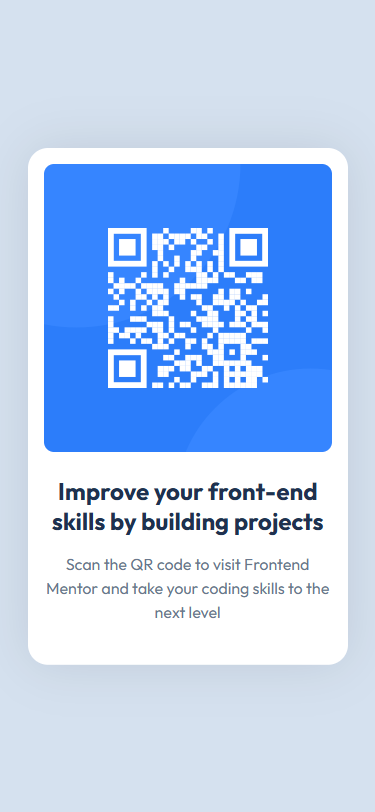 Improve your front-end
skills by building projects
Scan the QR code to visit Frontend
Mentor and take your coding skills to the
next level